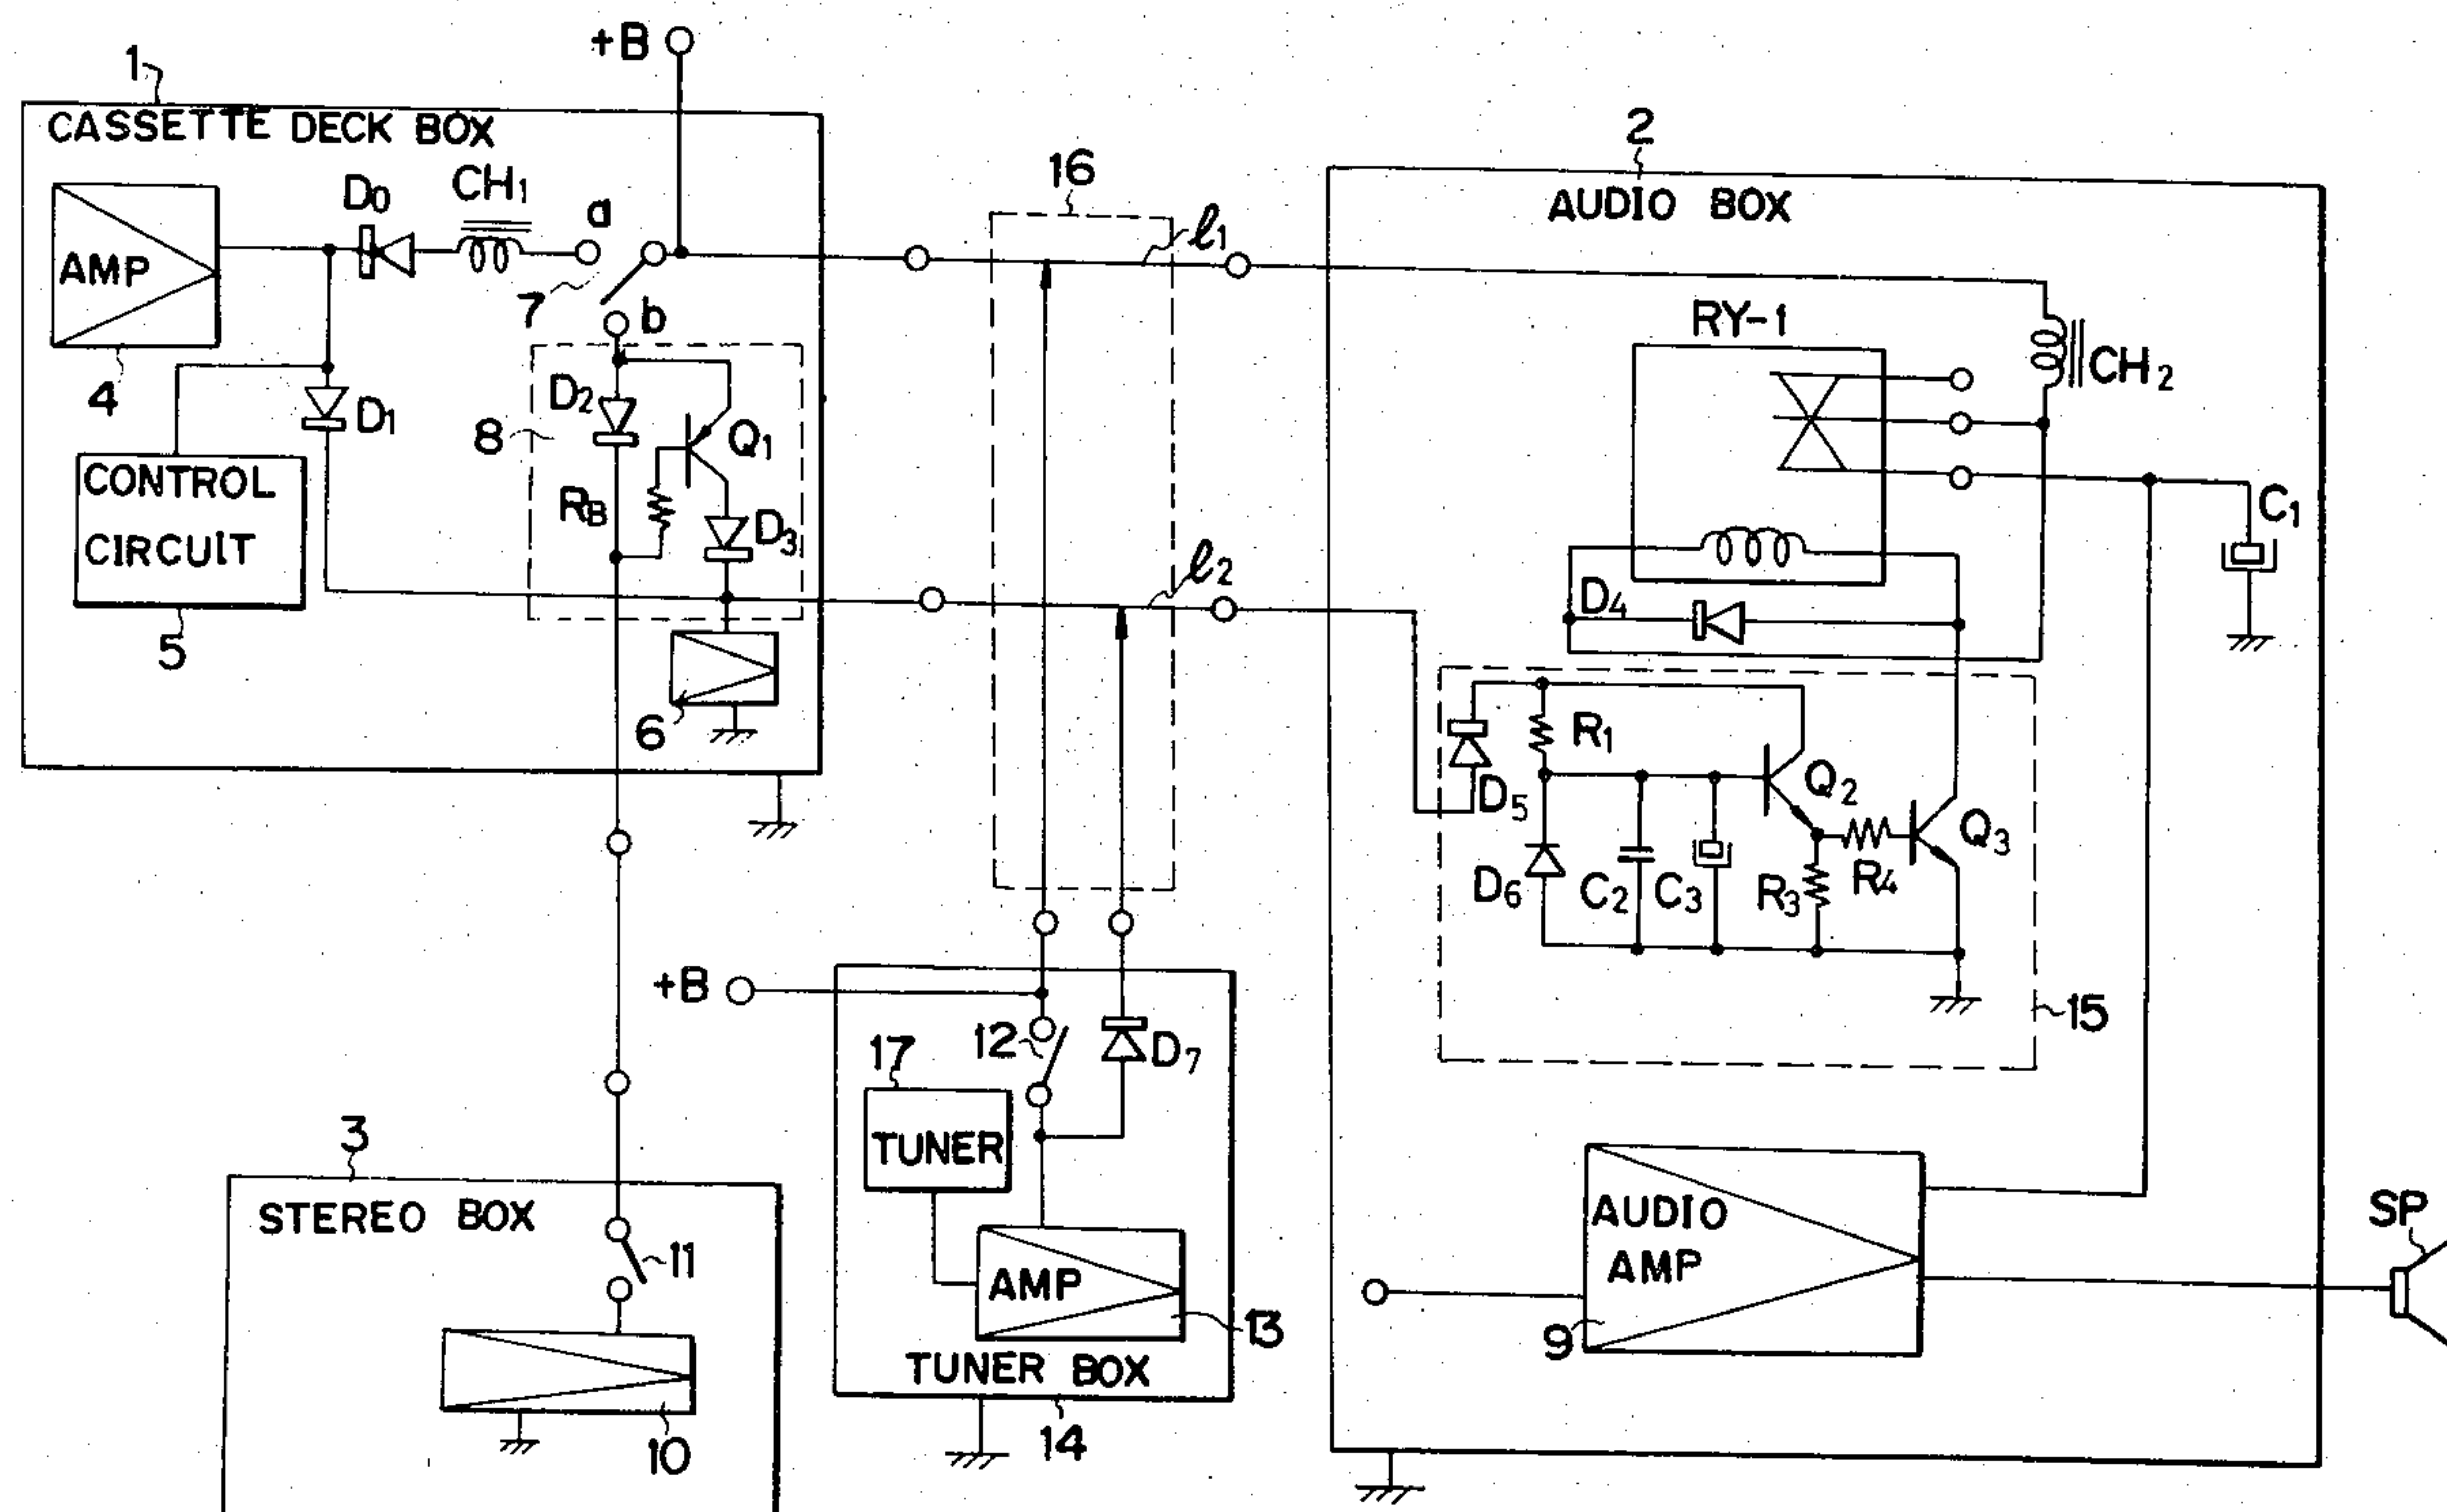 +B
1
CASSETTE DECK BOX
AMP
4
D0
CH1
a
7
b
D1
CONTROL
CIRCUIT
5
8
D2
Q1
RB
D3
6
16
ℓ1
ℓ2
2
AUDIO BOX
RY-1
CH2
C1
D4
D5
R1
Q2
D6
C2
C3
R3
R4
Q3
15
AUDIO
AMP
9
SP
+B
12
D7
17
TUNER
AMP
13
TUNER BOX
14
3
STEREO BOX
11
10